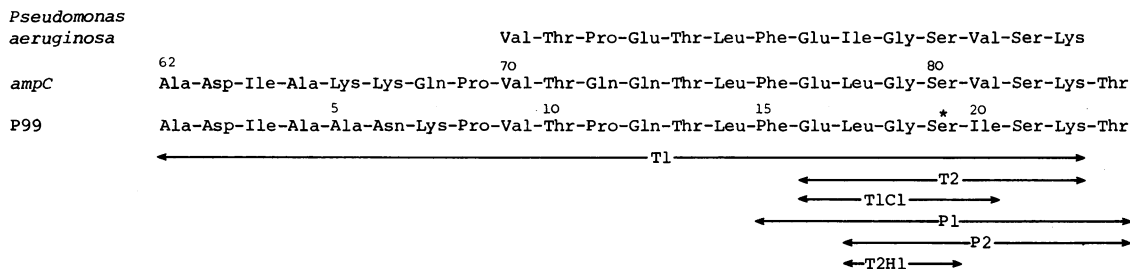 Pseudomonas
aeruginosa Val-Thr-Pro-Glu-Thr-Leu-Phe-Glu-Ile-Gly-Ser-Val-Ser-Lys
62 70 80
ampC Ala-Asp-Ile-Ala-Lys-Lys-Gln-Pro-Val-Thr-Gln-Gln-Thr-Leu-Phe-Glu-Leu-Gly-Ser-Val-Ser-Lys-Thr
5 10 15 * 20
P99 Ala-Asp-Ile-Ala-Ala-Asn-Lys-Pro-Val-Thr-Pro-Gln-Thr-Leu-Phe-Glu-Leu-Gly-Ser-Ile-Ser-Lys-Thr
T1
T2
T1C1
P1
P2
T2H1